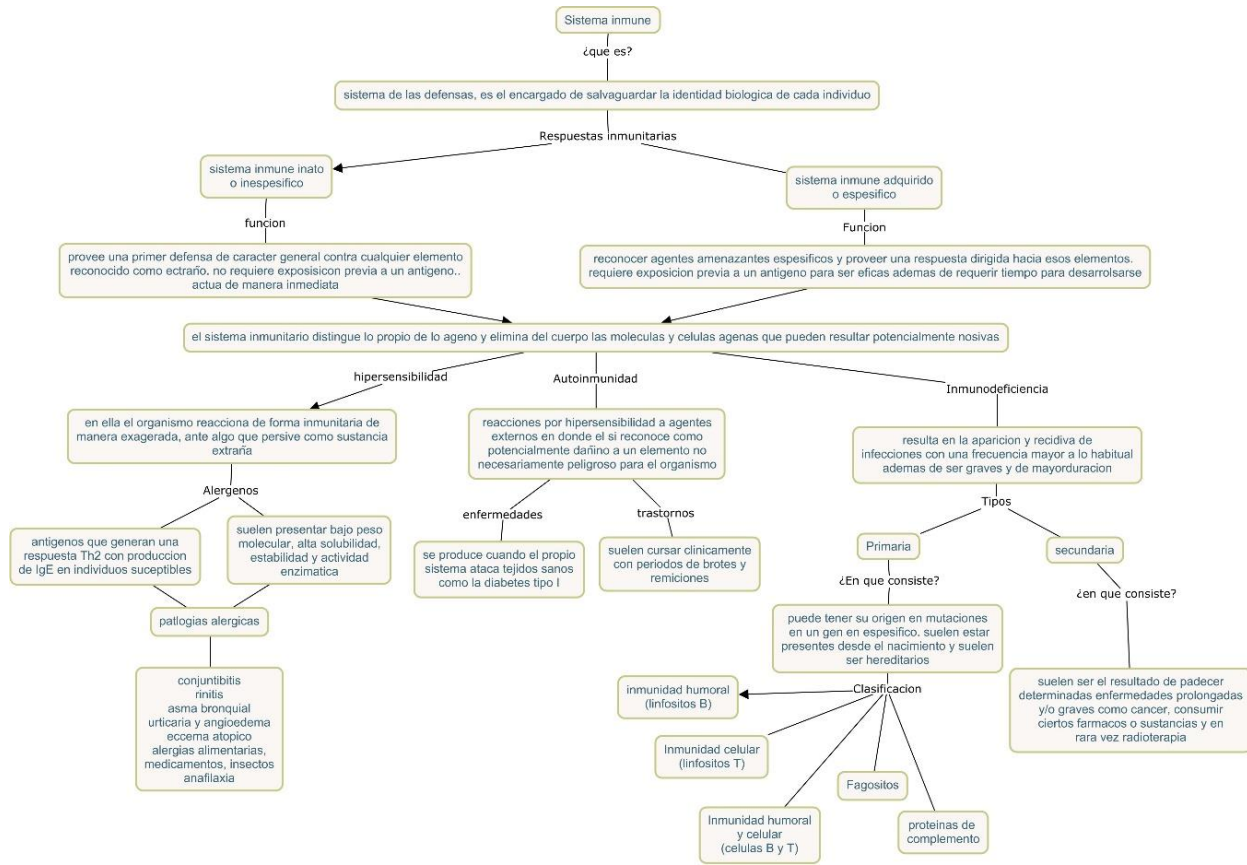 Sistema inmune
¿que es?
sistema de las defensas, es el encargado de salvaguardar la identidad biologica de cada individuo
Respuestas inmunitarias
sistema inmune inato
o inespesifico
sistema inmune adquirido
o espesifico
funcion
Funcion
provee una primer defensa de caracter general contra cualquier elemento
reconocido como ectraño. no requiere exposisicon previa a un antigeno..
actua de manera inmediata
reconocer agentes amenazantes espesificos y proveer una respuesta dirigida hacia esos elementos.
requiere exposicion previa a un antigeno para ser eficas ademas de requerir tiempo para desarrolsarse
el sistema inmunitario distingue lo propio de lo ageno y elimina del cuerpo las moleculas y celulas agenas que pueden resultar potencialmente nosivas
hipersensibilidad
Autoinmunidad
Inmunodeficiencia
en ella el organismo reacciona de forma inmunitaria de
manera exagerada, ante algo que persive como sustancia
extraña
reacciones por hipersensibilidad a agentes
externos en donde el si reconoce como
potencialmente dañino a un elemento no
necesariamente peligroso para el organismo
resulta en la aparicion y recidiva de
infecciones con una frecuencia mayor a lo habitual
ademas de ser graves y de mayorduracion
Alergenos
enfermedades
trastornos
Tipos
antigenos que generan una
respuesta Th2 con produccion
de IgE en individuos suceptibles
suelen presentar bajo peso
molecular, alta solubilidad,
estabilidad y actividad
enzimatica
se produce cuando el propio
sistema ataca tejidos sanos
como la diabetes tipo I
suelen cursar clinicamente
con periodos de brotes y
remiciones
Primaria
secundaria
¿En que consiste?
¿en que consiste?
patlogias alergicas
puede tener su origen en mutaciones
en un gen en espesifico. suelen estar
presentes desde el nacimiento y suelen
ser hereditarios
suelen ser el resultado de padecer
determinadas enfermedades prolongadas
y/o graves como cancer, consumir
ciertos farmacos o sustancias y en
rara vez radioterapia
conjuntibitis
rinitis
asma bronquial
urticaria y angioedema
eccema atopico
alergias alimentarias,
medicamentos, insectos
anafilaxia
Clasificacion
inmunidad humoral
(linfositos B)
Inmunidad celular
(linfositos T)
Inmunidad humoral
y celular
(celulas B y T)
Fagositos
proteinas de
complemento